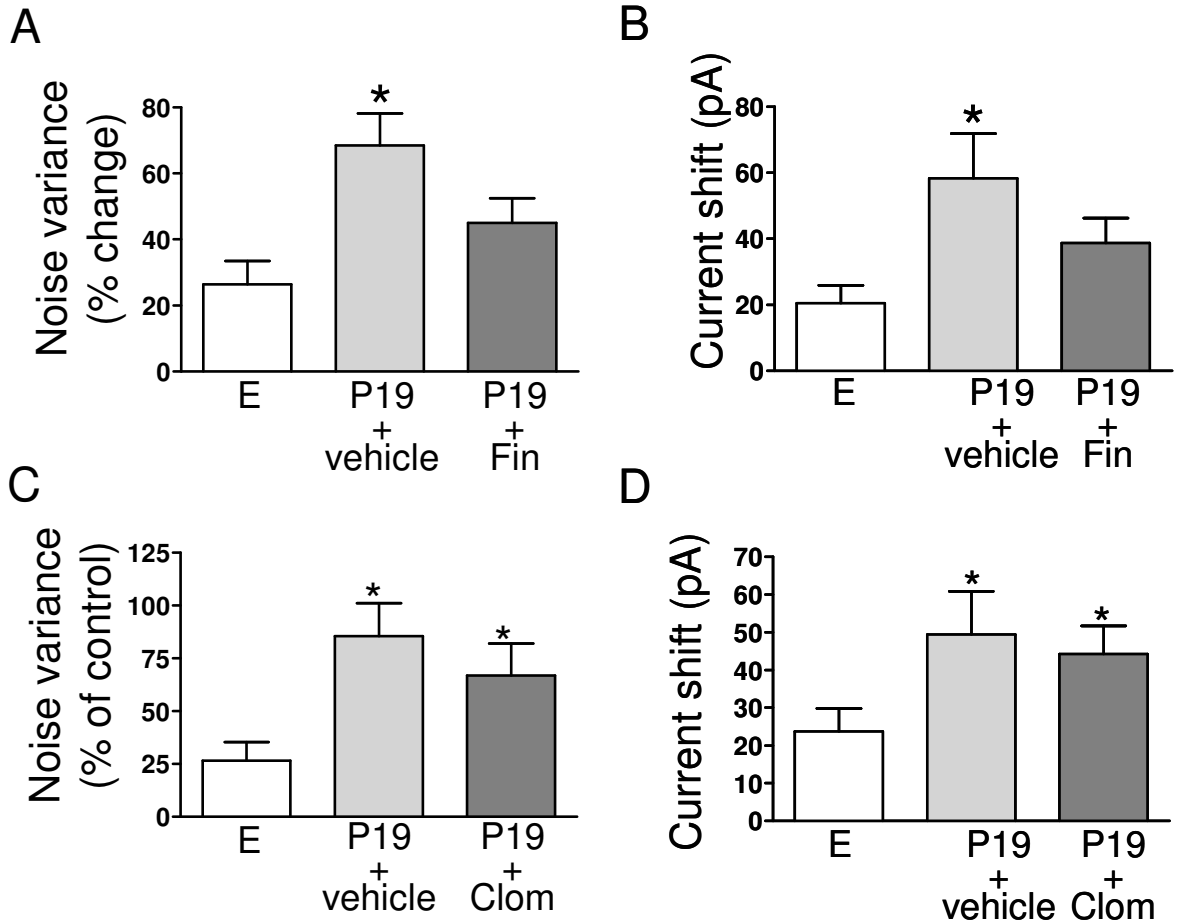 A
Noise variance
(% change)
80
60
40
20
0
*
E
P19
+
vehicle
P19
+
Fin
B
Current shift (pA)
80
60
40
20
0
*
E
P19
+
vehicle
P19
+
Fin
C
Noise variance
(% of control)
125
100
75
50
25
0
*
*
E
P19
+
vehicle
P19
+
Clom
D
Current shift (pA)
70
60
50
40
30
20
10
0
*
*
E
P19
+
vehicle
P19
+
Clom